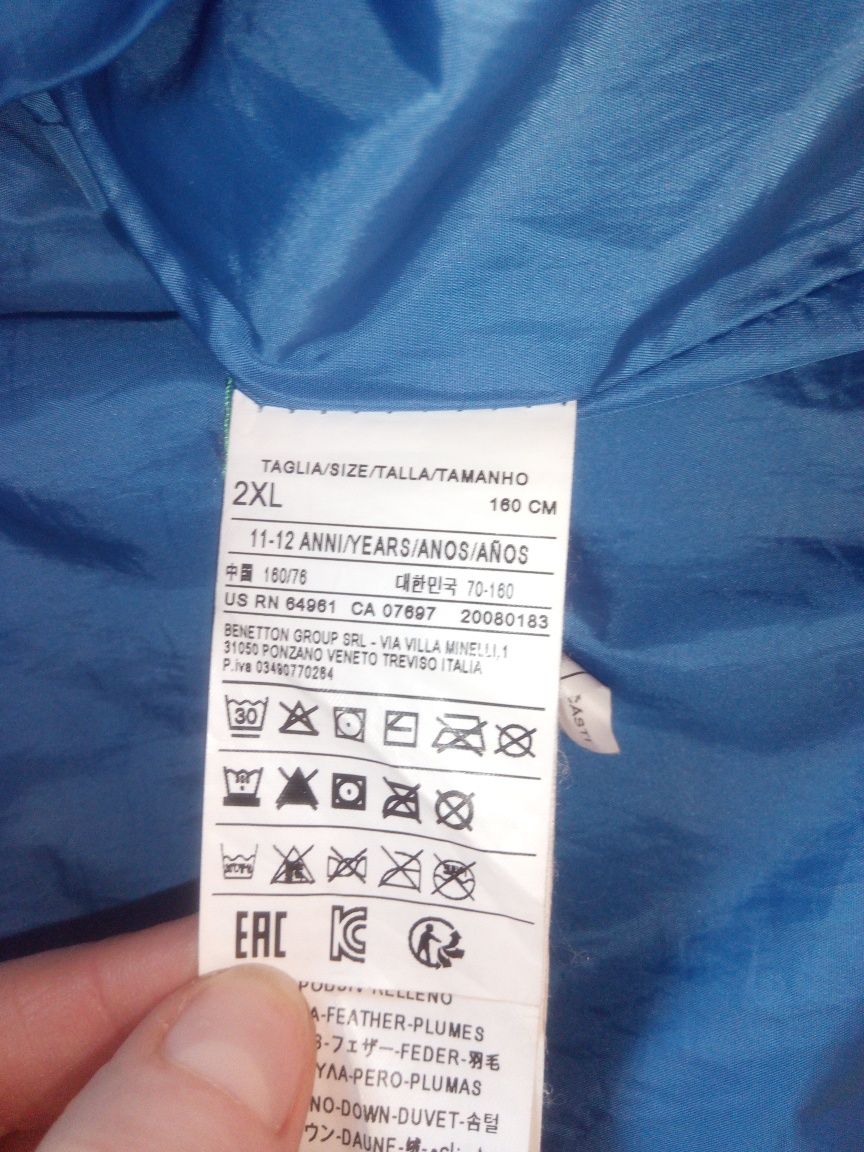 TAGLIA/SIZE/TALLA/TAMANHO
2XL 160 CM
11-12 ANNI/YEARS/ANOS/AÑOS
中国 160/76 대한민국 70-160
US RN 64961 CA 07697 20080183
BENETTON GROUP SRL - VIA VILLA MINELLI,1
31050 PONZANO VENETO TREVISO ITALIA
P.iva 03490770264
30
EAC
RELLENO
A-FEATHER-PLUMES
フェザー-FEDER-羽毛
ΥΛΑ-PERO-PLUMAS
NO-DOWN-DUVET-솜털
ウン-DAUNE-